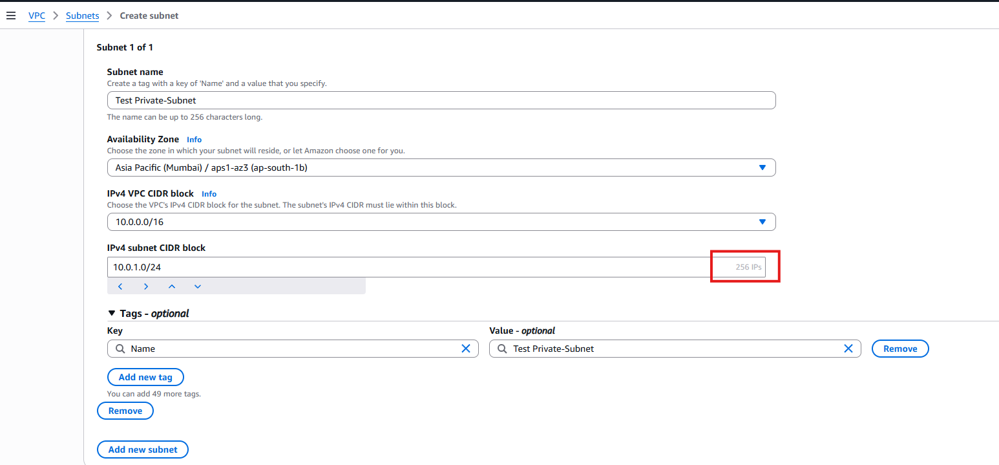 VPC > Subnets > Create subnet
Subnet 1 of 1
Subnet name
Create a tag with a key of 'Name' and a value that you specify.
Test Private-Subnet
The name can be up to 256 characters long.
Availability Zone Info
Choose the zone in which your subnet will reside, or let Amazon choose one for you.
Asia Pacific (Mumbai) / aps1-az3 (ap-south-1b)
IPv4 VPC CIDR block Info
Choose the VPC's IPv4 CIDR block for the subnet. The subnet's IPv4 CIDR must lie within this block.
10.0.0.0/16
IPv4 subnet CIDR block
10.0.1.0/24 256 IPs
Tags - optional
Key Value - optional
Name Test Private-Subnet Remove
Add new tag
You can add 49 more tags.
Remove
Add new subnet